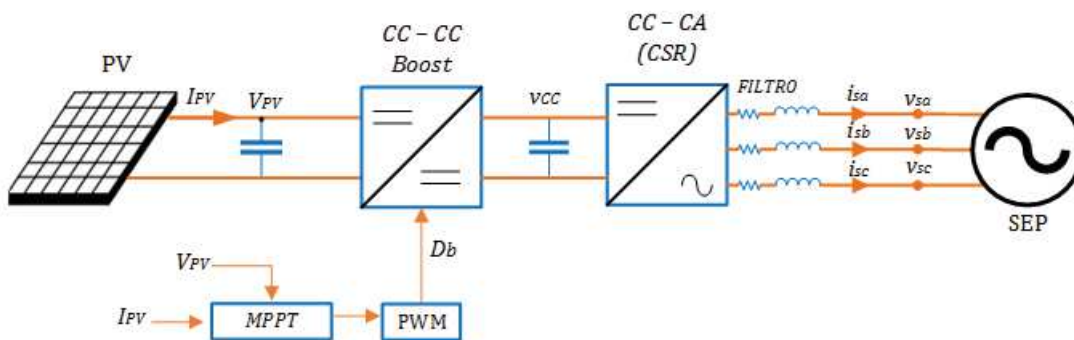 CC – CC
Boost
CC – CA
(CSR)
PV
IPV
VPV
vCC
FILTRO
isa
vsa
isb
vsb
isc
vsc
SEP
Db
VPV
IPV
MPPT
PWM